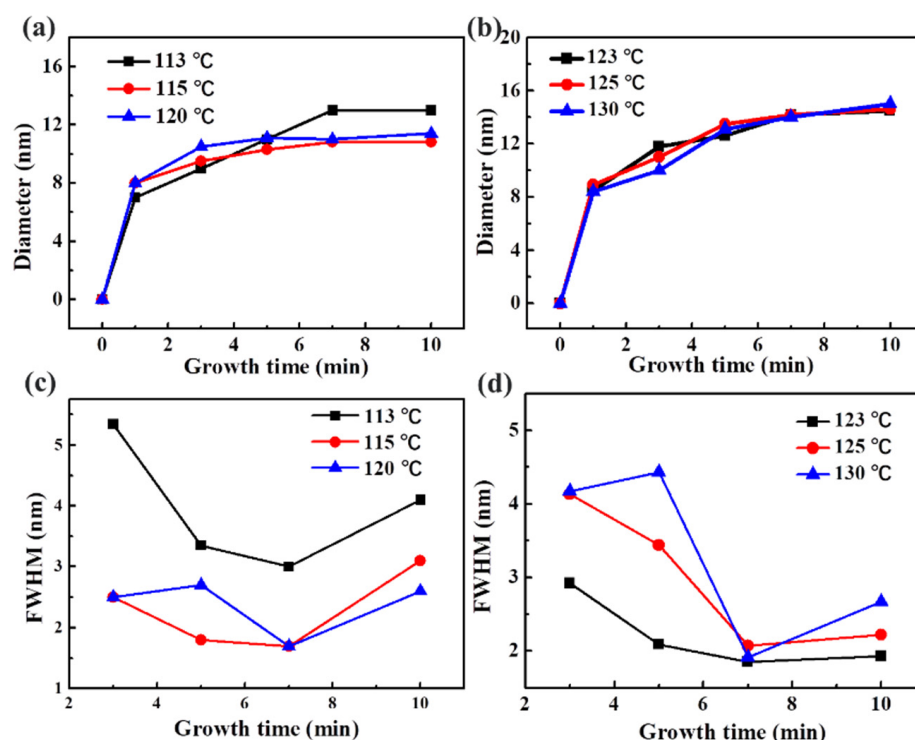 (a)
16
12
8
4
0
Diameter (nm)
113 ℃
115 ℃
120 ℃
0 2 4 6 8 10
Growth time (min)
(b)
20
16
12
8
4
0
Diameter (nm)
123 ℃
125 ℃
130 ℃
0 2 4 6 8 10
Growth time (min)
(c)
5
4
3
2
1
FWHM (nm)
113 ℃
115 ℃
120 ℃
2 4 6 8 10
Growth time (min)
(d)
5
4
3
2
FWHM (nm)
123 ℃
125 ℃
130 ℃
2 4 6 8 10
Growth time (min)